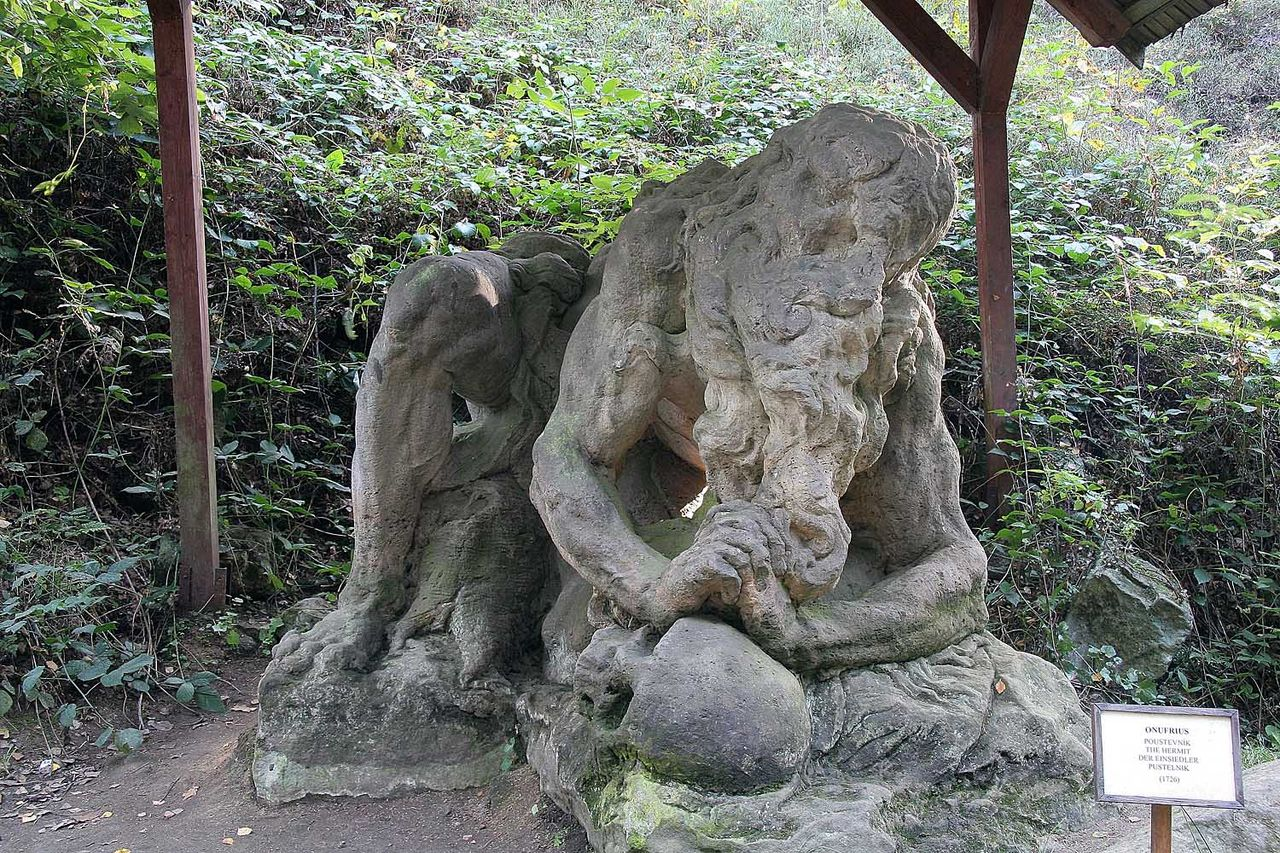 ONUFRIUS
POUSTEVNÍK
THE HERMIT
DER EINSIEDLER
PUSTELNIK
(1726)